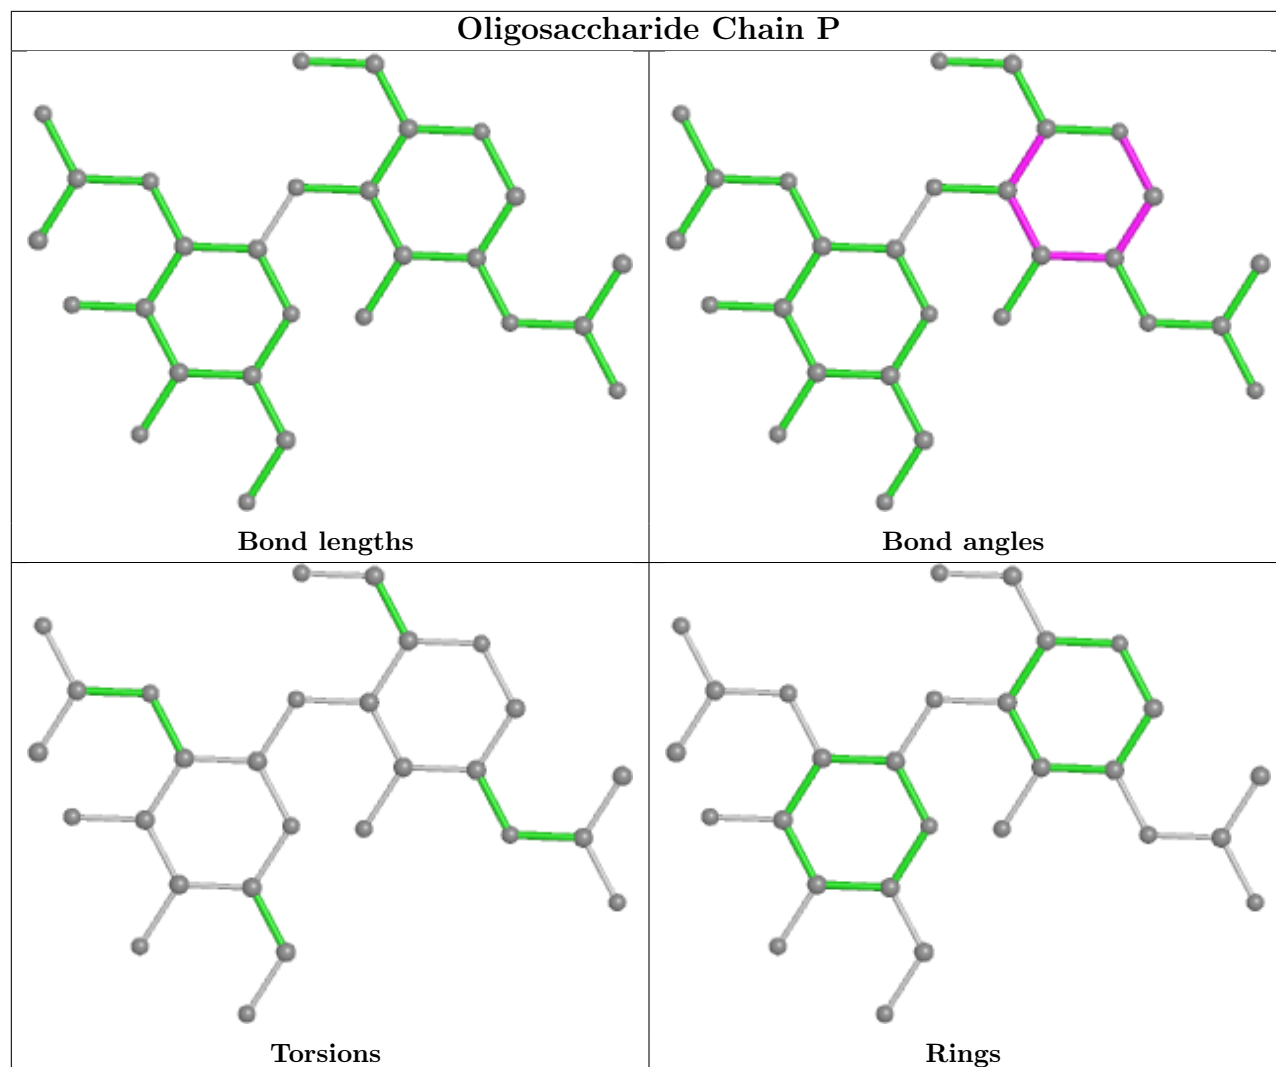 Oligosaccharide Chain P
Bond lengths
Bond angles
Torsions
Rings